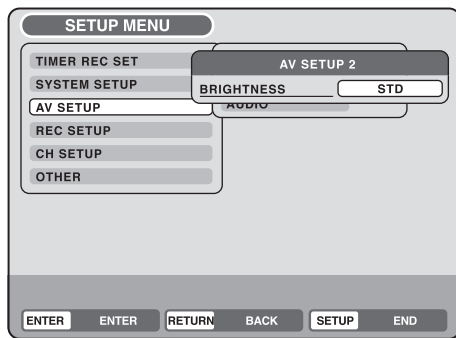 SETUP MENU
TIMER REC SET
SYSTEM SETUP
AV SETUP
REC SETUP
CH SETUP
OTHER
AV SETUP 2
BRIGHTNESS STD
AUDIO
ENTER ENTER RETURN BACK SETUP END